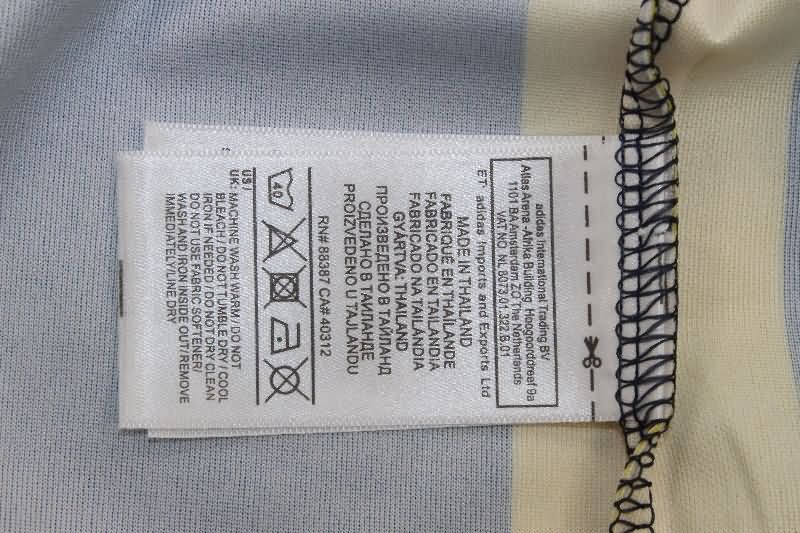 adidas International Trading BV
Atlas Arena -Afrika Building, Hoogoorddreef 9a
1101 BA Amsterdam ZO The Netherlands
VAT NO. NL 8073.01.322.B.01
ET: adidas Imports and Exports Ltd
MADE IN THAILAND
FABRIQUÉ EN THAÏLANDE
FABRICADO EN TAILANDIA
FABRICADO NA TAILÂNDIA
GYÁRTVA: THAILAND
ПРОИЗВЕДЕНО В ТАИЛАНД
СДЕЛАНО В ТАИЛАНДЕ
PROIZVEDENO U TAJLANDU
RN# 88387 CA# 40312
40
US /
UK: MACHINE WASH WARM / DO NOT
BLEACH / DO NOT TUMBLE DRY / COOL
IRON IF NEEDED / DO NOT DRY CLEAN
DO NOT USE FABRIC SOFTENER/
WASH AND IRON INSIDE OUT/ REMOVE
IMMEDIATELY/LINE DRY